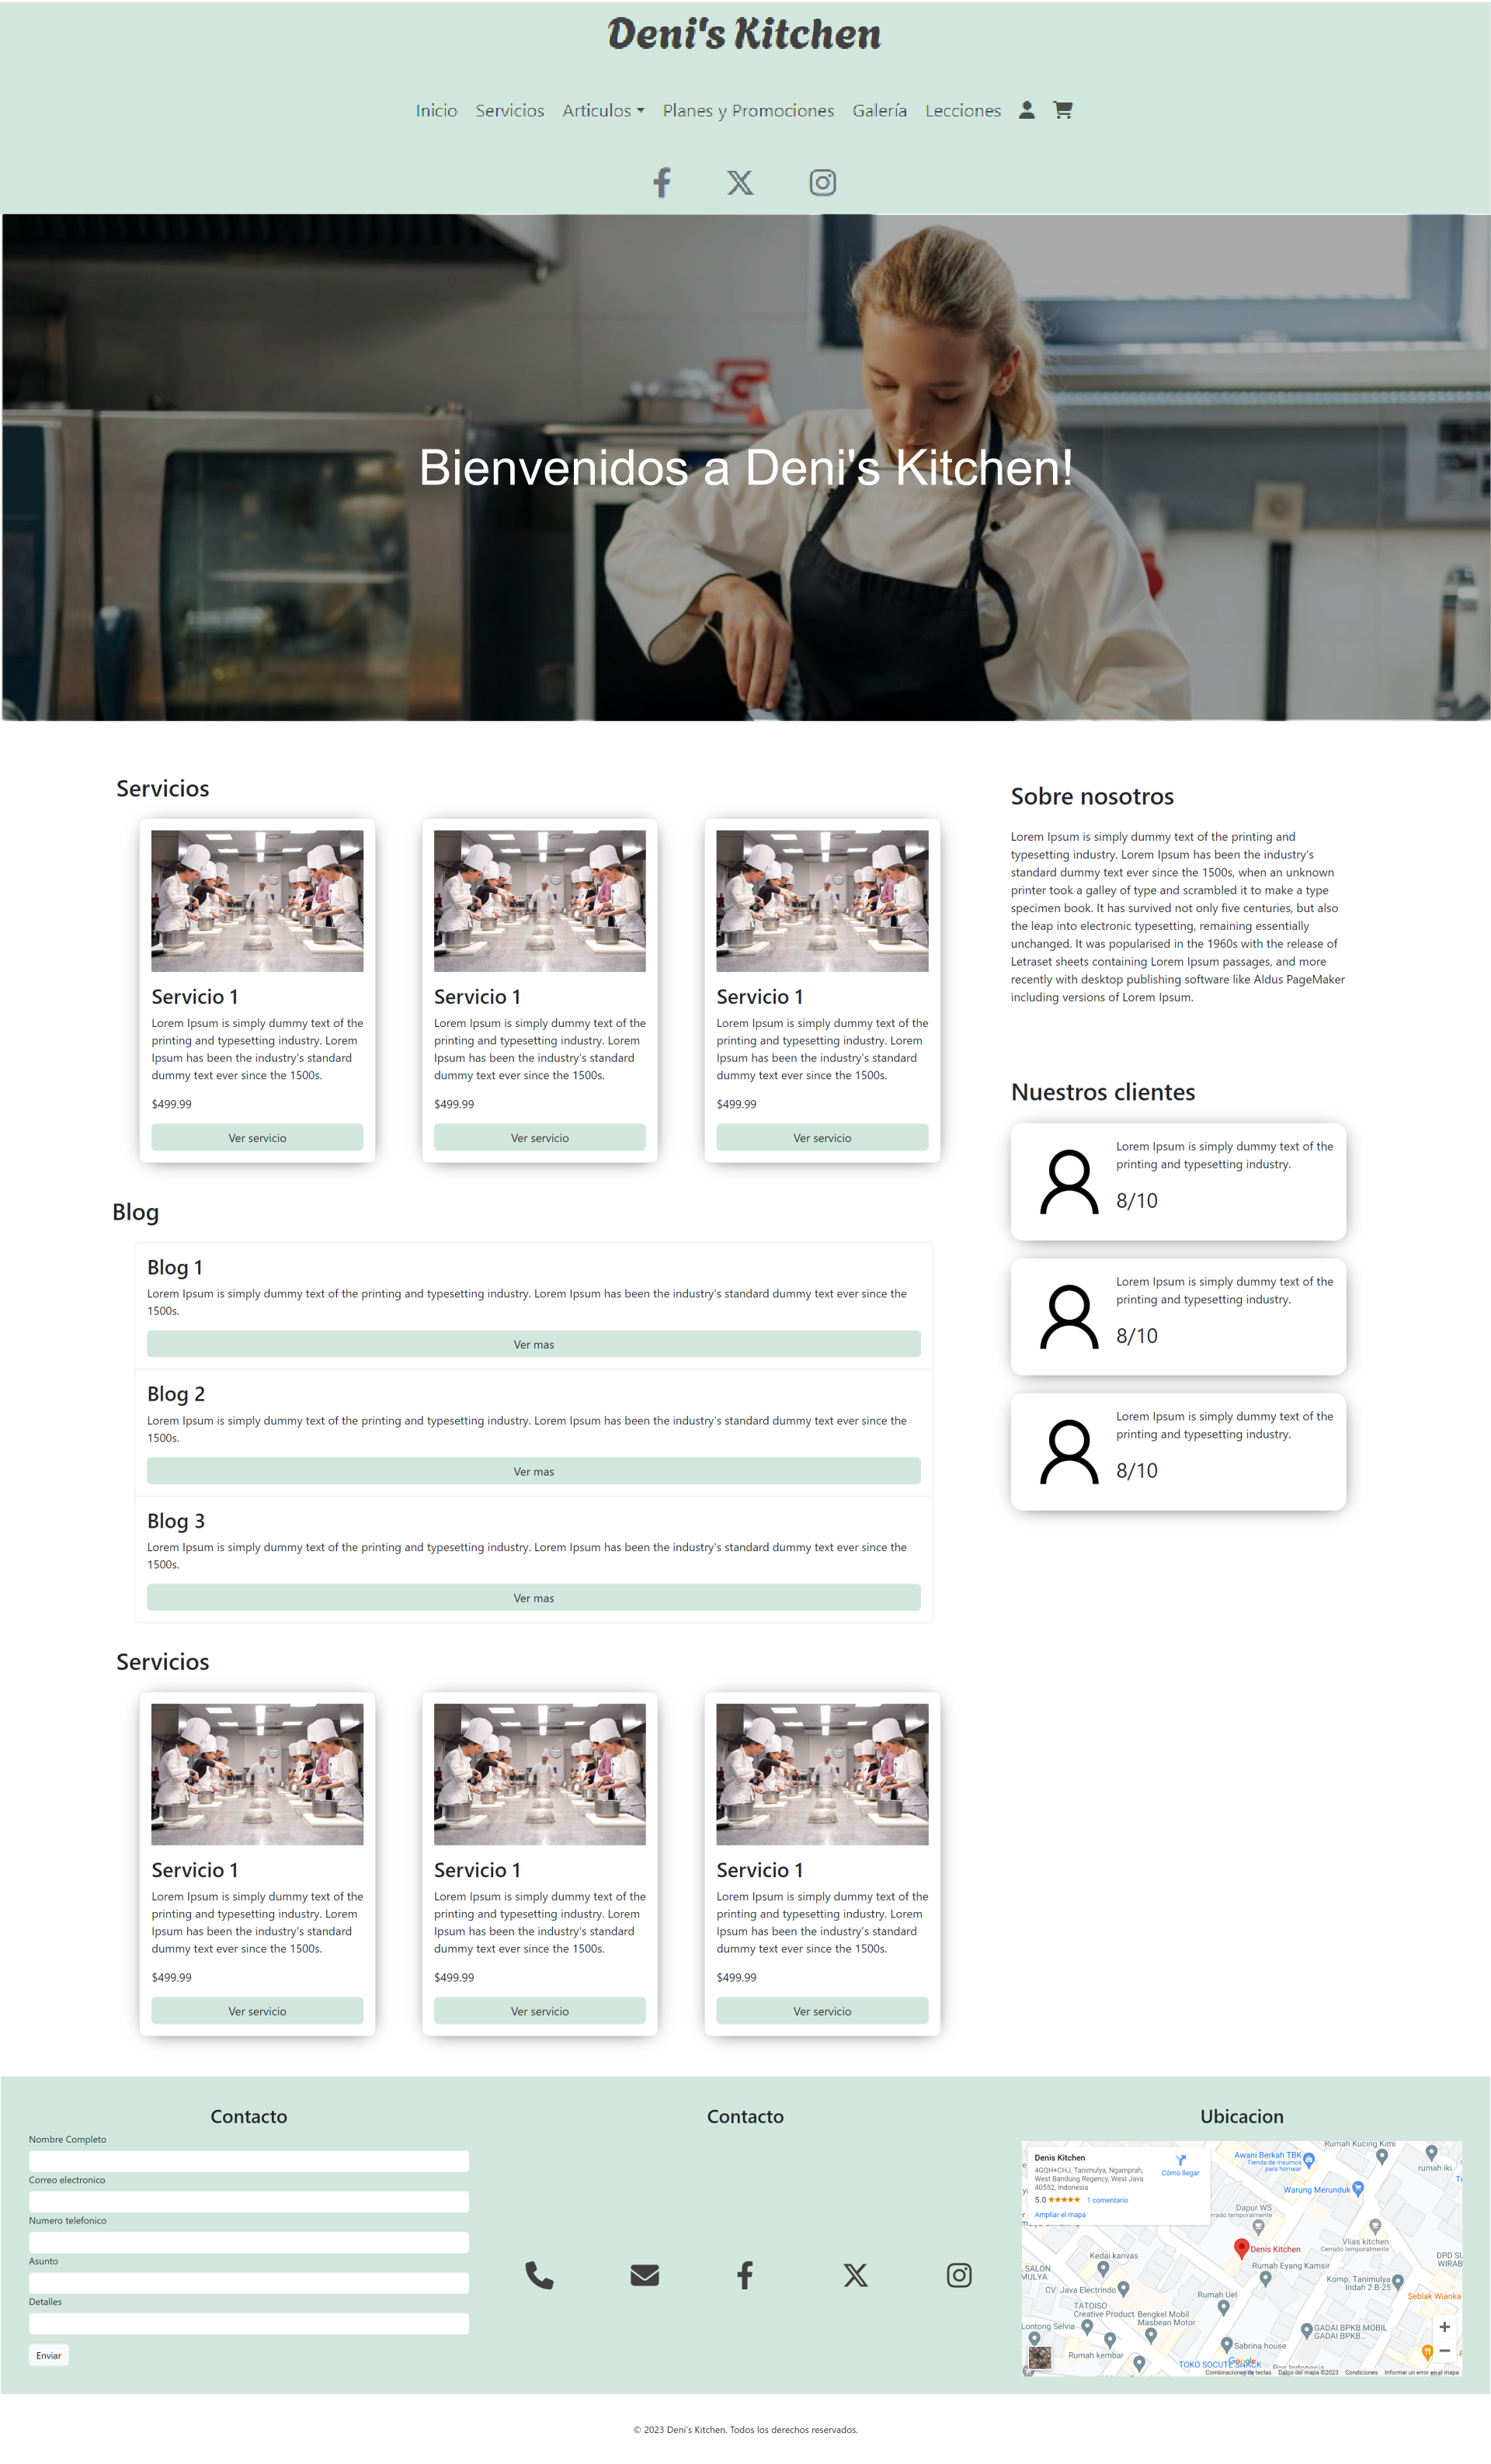 Deni's Kitchen
Inicio Servicios Articulos Planes y Promociones Galería Lecciones
Bienvenidos a Deni's Kitchen!
Servicios
Servicio 1
Lorem Ipsum is simply dummy text of the
printing and typesetting industry. Lorem
Ipsum has been the industry's standard
dummy text ever since the 1500s.
$499.99
Ver servicio
Servicio 1
Lorem Ipsum is simply dummy text of the
printing and typesetting industry. Lorem
Ipsum has been the industry's standard
dummy text ever since the 1500s.
$499.99
Ver servicio
Servicio 1
Lorem Ipsum is simply dummy text of the
printing and typesetting industry. Lorem
Ipsum has been the industry's standard
dummy text ever since the 1500s.
$499.99
Ver servicio
Blog
Blog 1
Lorem Ipsum is simply dummy text of the printing and typesetting industry. Lorem Ipsum has been the industry's standard dummy text ever since the
1500s.
Ver mas
Blog 2
Lorem Ipsum is simply dummy text of the printing and typesetting industry. Lorem Ipsum has been the industry's standard dummy text ever since the
1500s.
Ver mas
Blog 3
Lorem Ipsum is simply dummy text of the printing and typesetting industry. Lorem Ipsum has been the industry's standard dummy text ever since the
1500s.
Ver mas
Servicios
Servicio 1
Lorem Ipsum is simply dummy text of the
printing and typesetting industry. Lorem
Ipsum has been the industry's standard
dummy text ever since the 1500s.
$499.99
Ver servicio
Servicio 1
Lorem Ipsum is simply dummy text of the
printing and typesetting industry. Lorem
Ipsum has been the industry's standard
dummy text ever since the 1500s.
$499.99
Ver servicio
Servicio 1
Lorem Ipsum is simply dummy text of the
printing and typesetting industry. Lorem
Ipsum has been the industry's standard
dummy text ever since the 1500s.
$499.99
Ver servicio
Sobre nosotros
Lorem Ipsum is simply dummy text of the printing and
typesetting industry. Lorem Ipsum has been the industry's
standard dummy text ever since the 1500s, when an unknown
printer took a galley of type and scrambled it to make a type
specimen book. It has survived not only five centuries, but also
the leap into electronic typesetting, remaining essentially
unchanged. It was popularised in the 1960s with the release of
Letraset sheets containing Lorem Ipsum passages, and more
recently with desktop publishing software like Aldus PageMaker
including versions of Lorem Ipsum.
Nuestros clientes
Lorem Ipsum is simply dummy text of the
printing and typesetting industry.
8/10
Lorem Ipsum is simply dummy text of the
printing and typesetting industry.
8/10
Lorem Ipsum is simply dummy text of the
printing and typesetting industry.
8/10
Contacto
Nombre Completo
Correo electronico
Numero telefonico
Asunto
Detalles
Enviar
Contacto
Ubicacion
Denis Kitchen
4GQH+CHJ, Tanimulya, Ngamprah,
West Bandung Regency, West Java
40552, Indonesia
5.0 ★★★★★ 1 comentario
Ampliar el mapa
Cómo llegar
Rumah Kucing Kimi
Awani Berkah TBK
Tienda de insumos
para hornear
rumah iki
Warung Merunduk
Dapur WS
rrado temporalmente
Vlias kitchen
Cerrado temporalmente
Denis Kitchen
Kedai kanvas
Rumah Eyang Kamsir
DPD SU
WIRAB
SALON
MULYA
CV. Java Electrindo
Komp. Tanimulya
Indah 2 B-25
Rumah Uel
Seblak Wianka
TATOISO
Creative Product
Bengkel Mobil
Masbean Motor
Lontong Selvia
GADAI BPKB MOBIL
GADAI BPKB...
Sabrina house
Rumah kembar
TOKO SOCUTE SNACK
Google
Pos Indonesia
+
−
Combinaciones de teclas Datos del mapa ©2023 Condiciones Informar un error en el mapa
© 2023 Deni's Kitchen. Todos los derechos reservados.